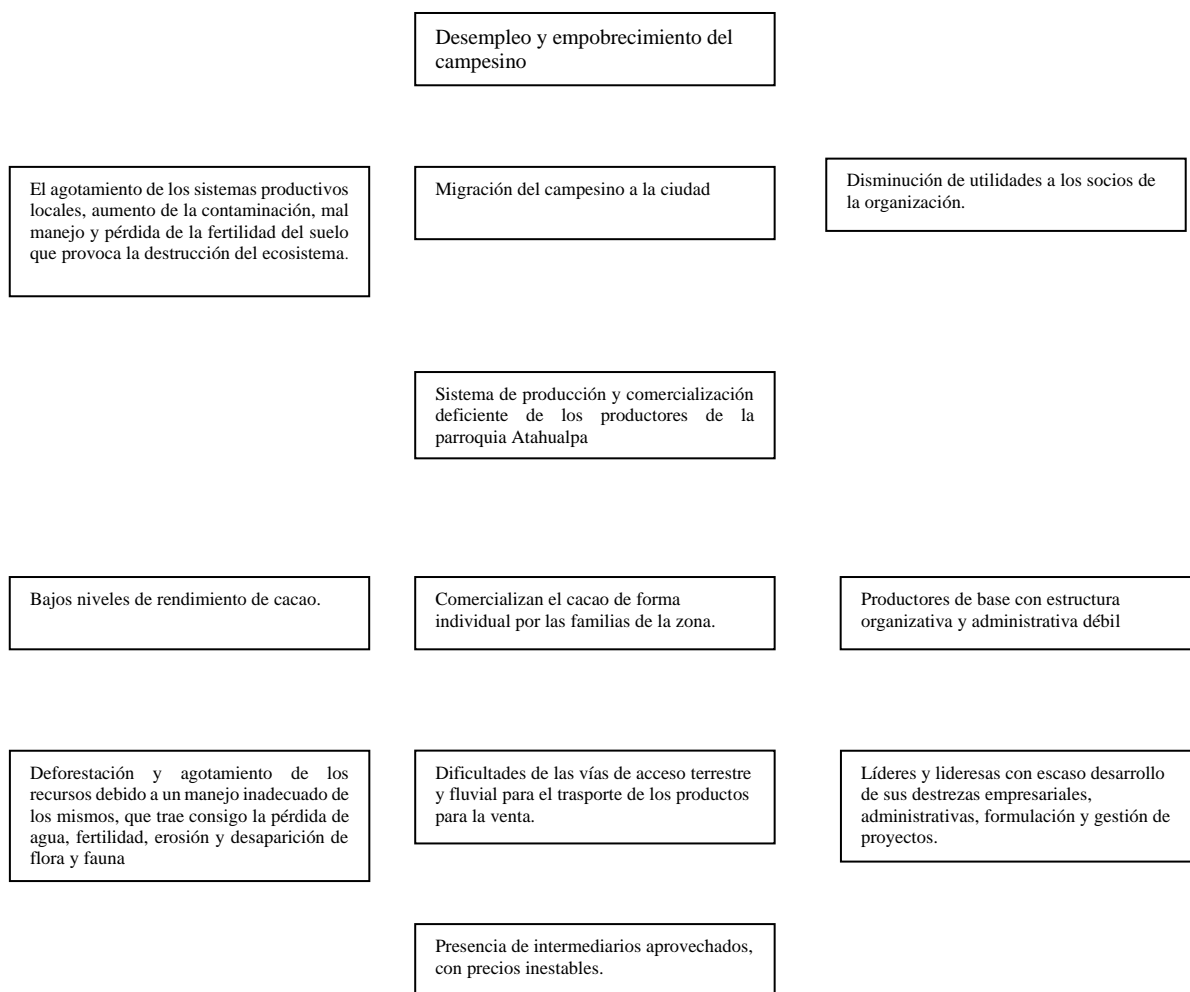 Desempleo y empobrecimiento del
campesino
El agotamiento de los sistemas productivos
locales, aumento de la contaminación, mal
manejo y pérdida de la fertilidad del suelo
que provoca la destrucción del ecosistema.
Migración del campesino a la ciudad
Disminución de utilidades a los socios de
la organización.
Sistema de producción y comercialización
deficiente de los productores de la
parroquia Atahualpa
Bajos niveles de rendimiento de cacao.
Comercializan el cacao de forma
individual por las familias de la zona.
Productores de base con estructura
organizativa y administrativa débil
Deforestación y agotamiento de los
recursos debido a un manejo inadecuado de
los mismos, que trae consigo la pérdida de
agua, fertilidad, erosión y desaparición de
flora y fauna
Dificultades de las vías de acceso terrestre
y fluvial para el trasporte de los productos
para la venta.
Líderes y lideresas con escaso desarrollo
de sus destrezas empresariales,
administrativas, formulación y gestión de
proyectos.
Presencia de intermediarios aprovechados,
con precios inestables.